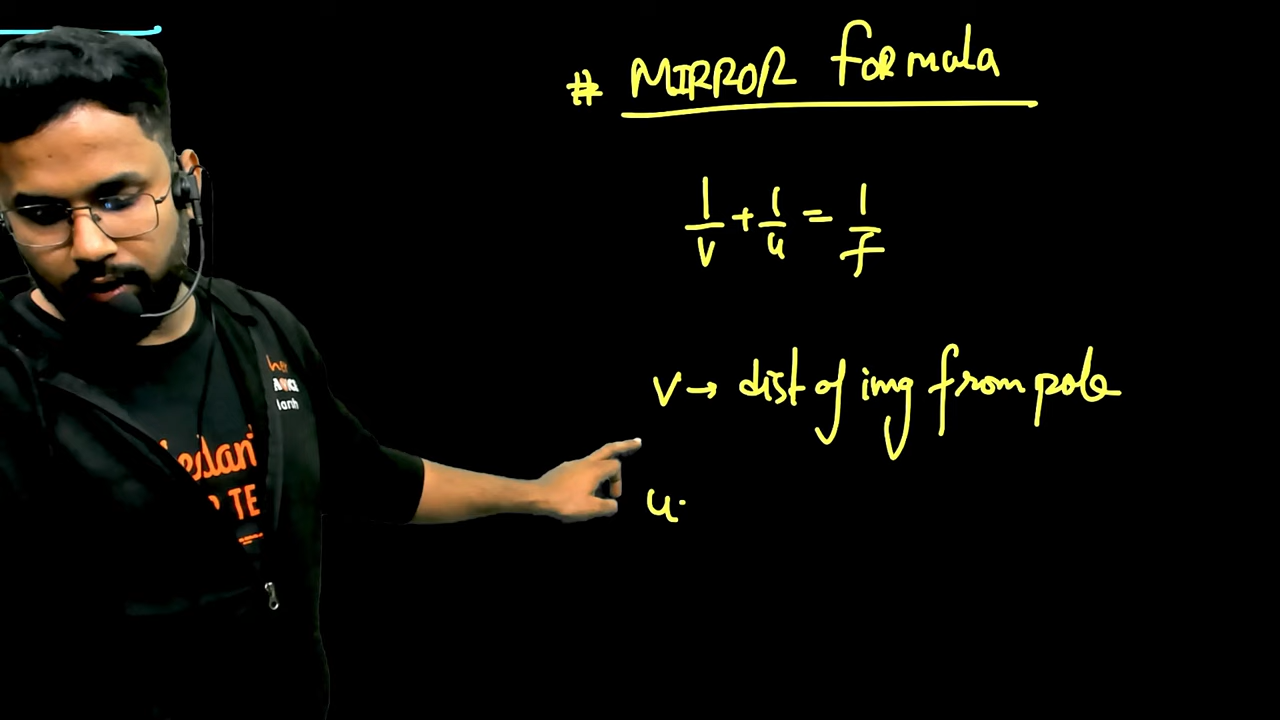 # MIRROR formula
1/v + 1/u = 1/f
v → dist of img from pole
u